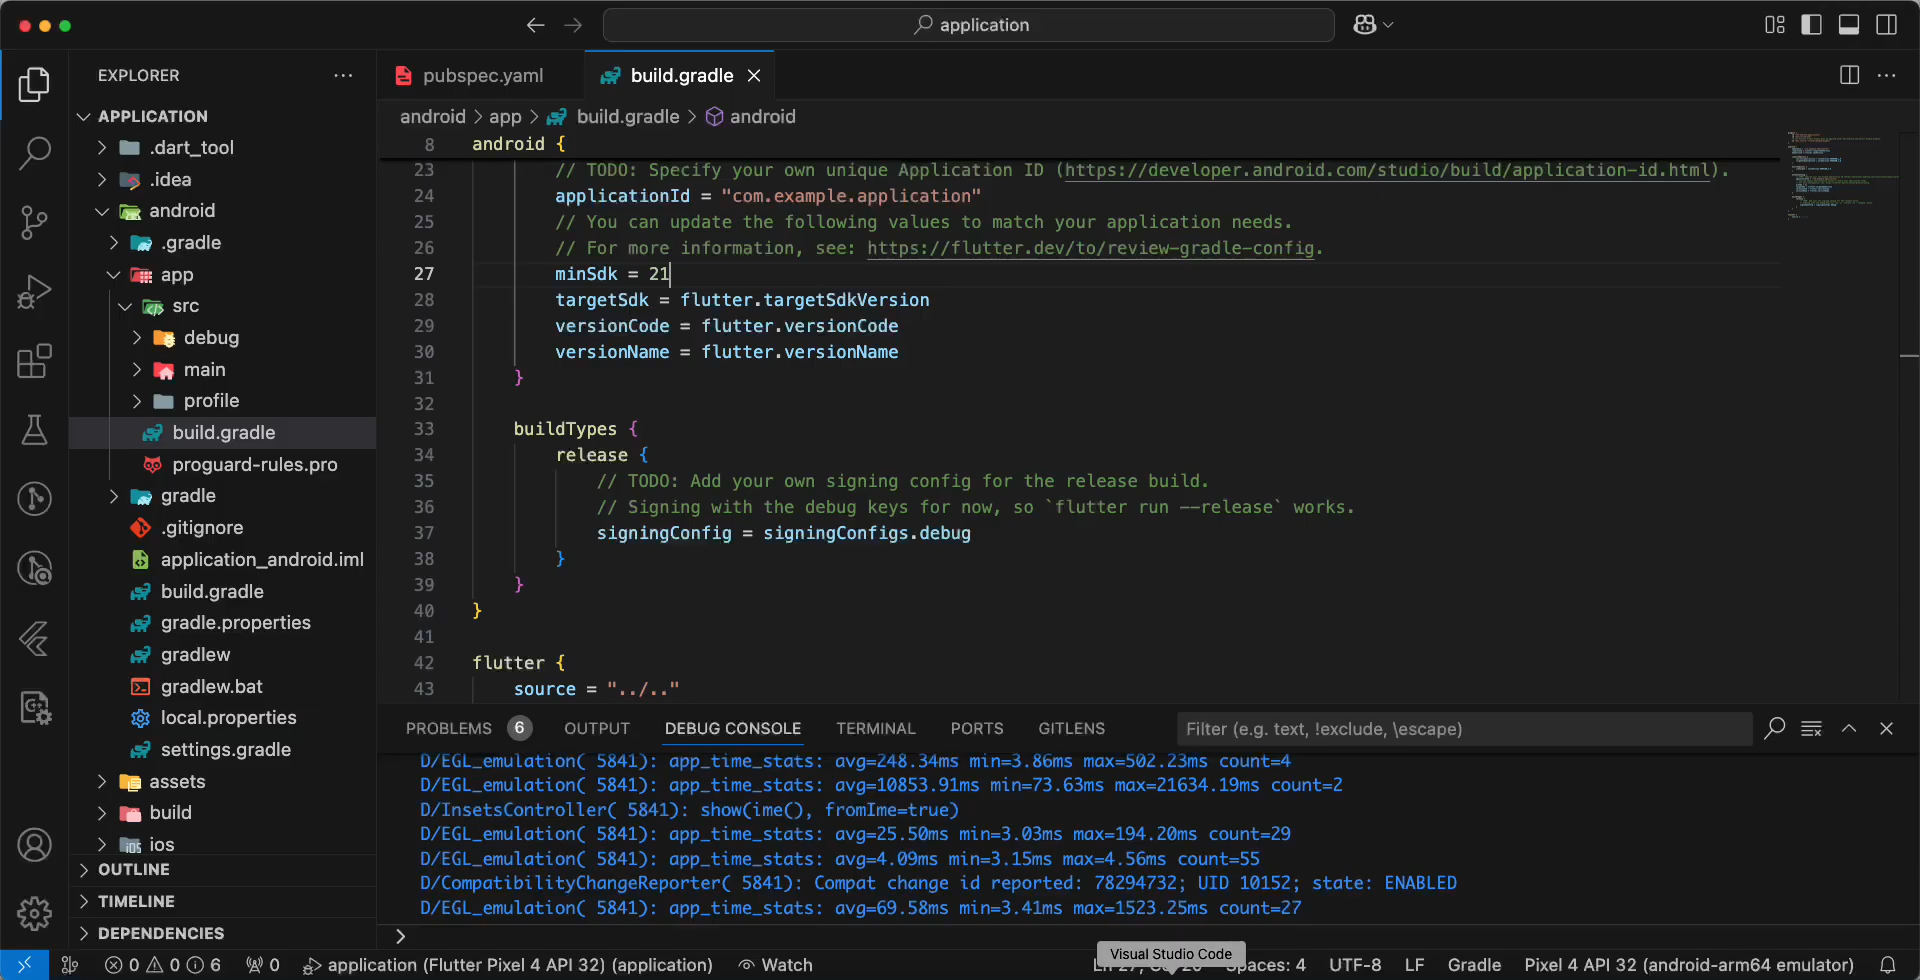 application
EXPLORER
APPLICATION
.dart_tool
.idea
android
.gradle
app
src
debug
main
profile
build.gradle
proguard-rules.pro
gradle
.gitignore
application_android.iml
build.gradle
gradle.properties
gradlew
gradlew.bat
local.properties
settings.gradle
assets
build
ios
OUTLINE
TIMELINE
DEPENDENCIES
pubspec.yaml
build.gradle
android > app > build.gradle > android
8 android {
23 // TODO: Specify your own unique Application ID (https://developer.android.com/studio/build/application-id.html).
24 applicationId = "com.example.application"
25 // You can update the following values to match your application needs.
26 // For more information, see: https://flutter.dev/to/review-gradle-config.
27 minSdk = 21
28 targetSdk = flutter.targetSdkVersion
29 versionCode = flutter.versionCode
30 versionName = flutter.versionName
31 }
32
33 buildTypes {
34 release {
35 // TODO: Add your own signing config for the release build.
36 // Signing with the debug keys for now, so `flutter run --release` works.
37 signingConfig = signingConfigs.debug
38 }
39 }
40 }
41
42 flutter {
43 source = "../.."
PROBLEMS 6 OUTPUT DEBUG CONSOLE TERMINAL PORTS GITLENS Filter (e.g. text, !exclude, \escape)
D/EGL_emulation( 5841): app_time_stats: avg=248.34ms min=3.86ms max=502.23ms count=4
D/EGL_emulation( 5841): app_time_stats: avg=10853.91ms min=73.63ms max=21634.19ms count=2
D/InsetsController( 5841): show(ime(), fromIme=true)
D/EGL_emulation( 5841): app_time_stats: avg=25.50ms min=3.03ms max=194.20ms count=29
D/EGL_emulation( 5841): app_time_stats: avg=4.09ms min=3.15ms max=4.56ms count=55
D/CompatibilityChangeReporter( 5841): Compat change id reported: 78294732; UID 10152; state: ENABLED
D/EGL_emulation( 5841): app_time_stats: avg=69.58ms min=3.41ms max=1523.25ms count=27
Visual Studio Code
0 0 6 0 application (Flutter Pixel 4 API 32) (application) Watch Spaces: 4 UTF-8 LF Gradle Pixel 4 API 32 (android-arm64 emulator)